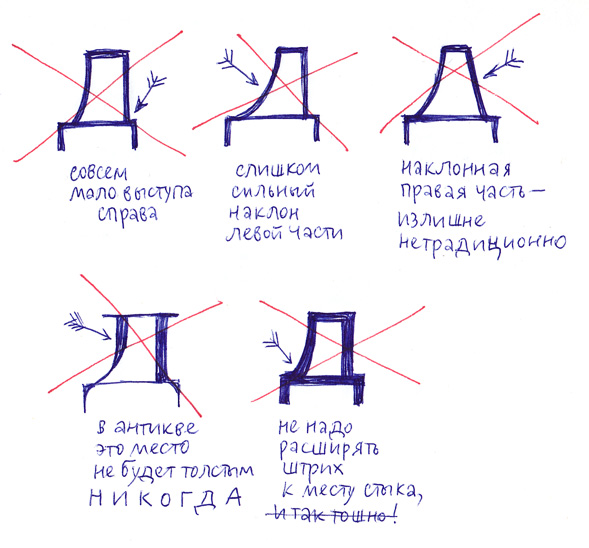 совсем
мало выступа
справа
слишком
сильный
наклон
левой части
наклонная
правая часть —
излишне
нетрадиционно
в антикве
это место
не будет толстым
НИКОГДА
не надо
расширять
штрих
к месту стыка,
и так тошно!